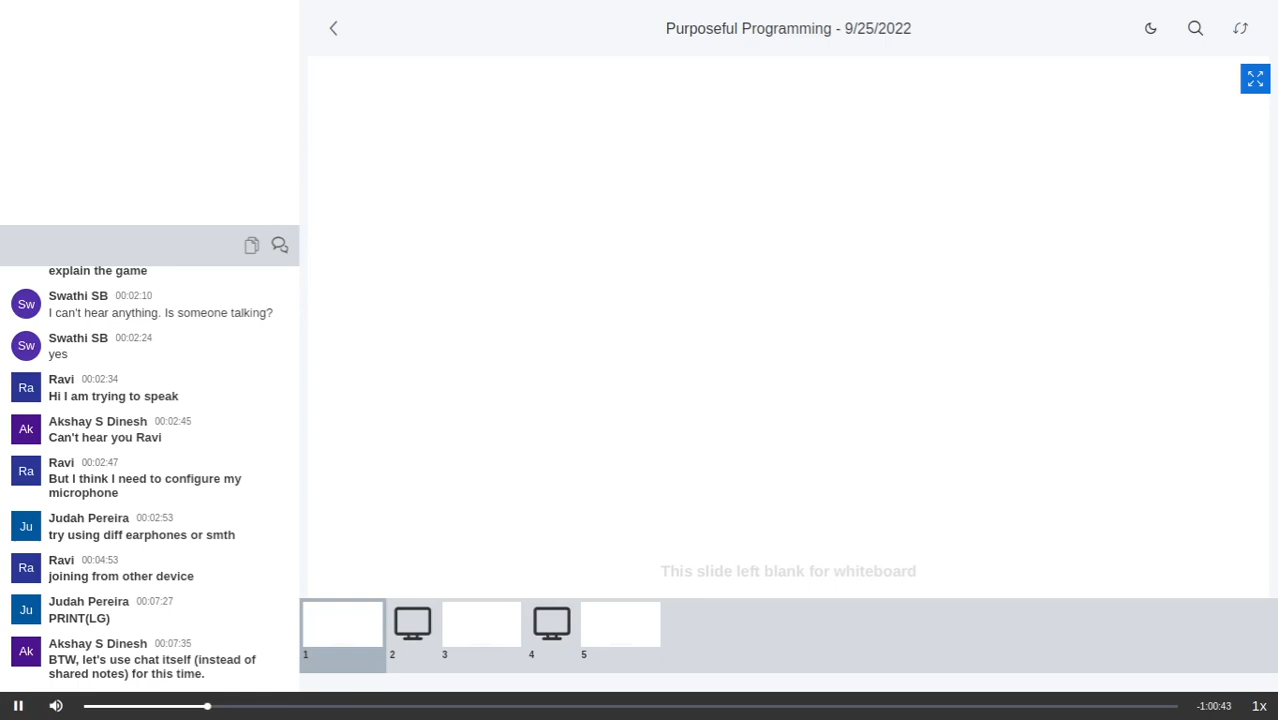 Purposeful Programming - 9/25/2022
explain the game
Sw
Swathi SB 00:02:10
I can't hear anything. Is someone talking?
Sw
Swathi SB 00:02:24
yes
Ra
Ravi 00:02:34
Hi I am trying to speak
Ak
Akshay S Dinesh 00:02:45
Can't hear you Ravi
Ra
Ravi 00:02:47
But I think I need to configure my
microphone
Ju
Judah Pereira 00:02:53
try using diff earphones or smth
Ra
Ravi 00:04:53
joining from other device
Ju
Judah Pereira 00:07:27
PRINT(LG)
Ak
Akshay S Dinesh 00:07:35
BTW, let's use chat itself (instead of
shared notes) for this time.
This slide left blank for whiteboard
1 2 3 4 5
-1:00:43 1x